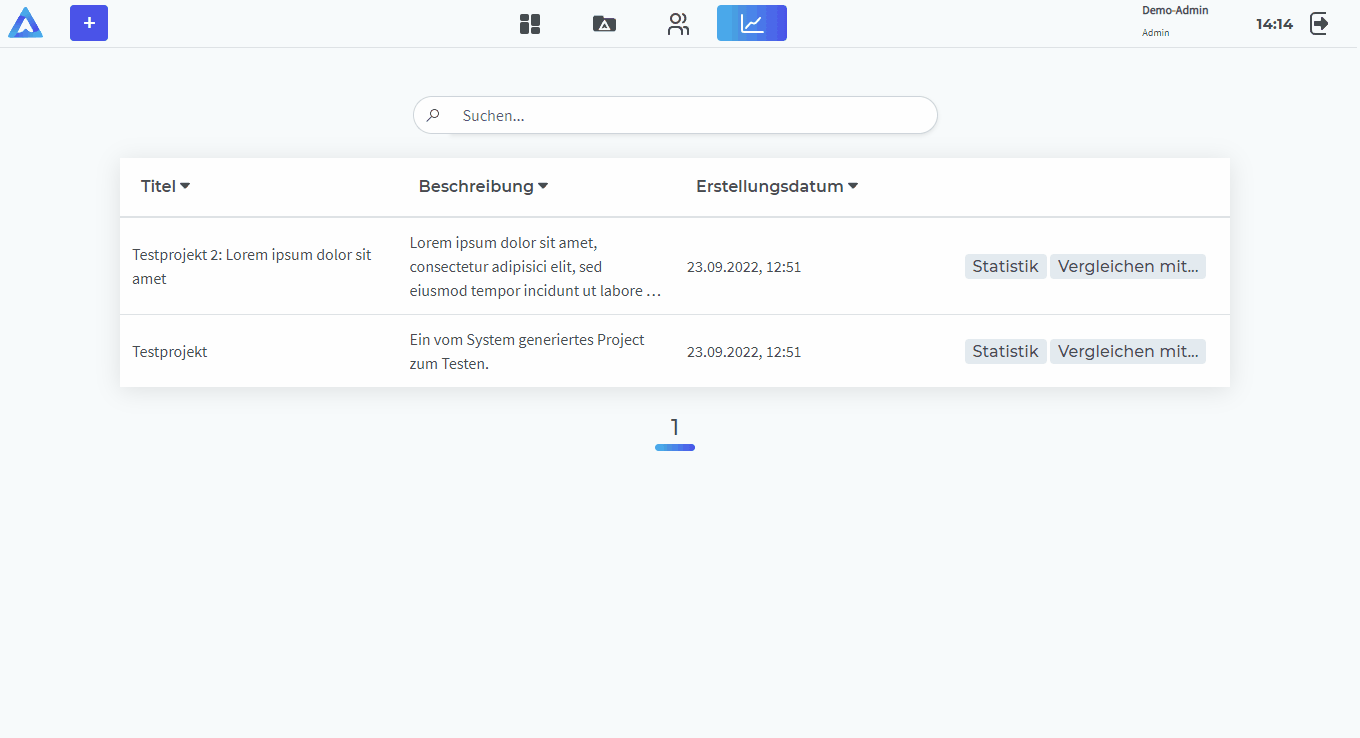 +
Demo-Admin
Admin
14:14
Suchen...
Titel
Beschreibung
Erstellungsdatum
Testprojekt 2: Lorem ipsum dolor sit
amet
Lorem ipsum dolor sit amet,
consectetur adipisici elit, sed
eiusmod tempor incidunt ut labore …
23.09.2022, 12:51
Statistik
Vergleichen mit...
Testprojekt
Ein vom System generiertes Project
zum Testen.
23.09.2022, 12:51
Statistik
Vergleichen mit...
1